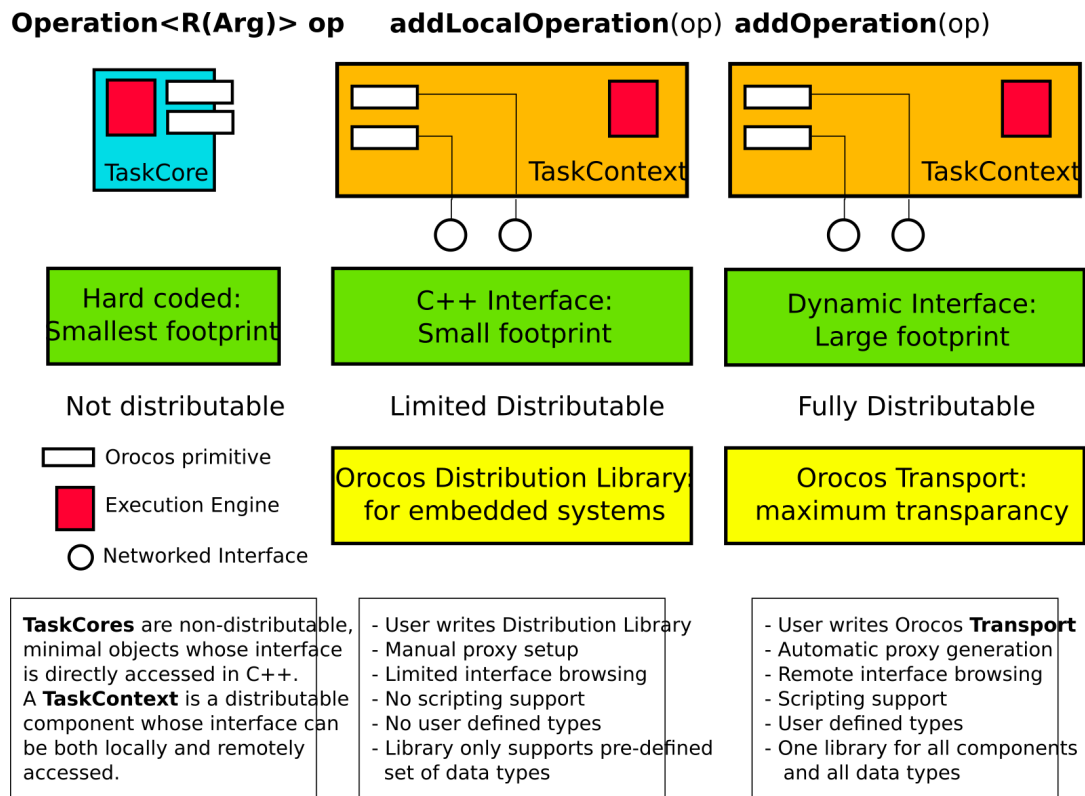 Operation<R(Arg)> op
addLocalOperation(op)
addOperation(op)
TaskCore
TaskContext
TaskContext
Hard coded:
Smallest footprint
C++ Interface:
Small footprint
Dynamic Interface:
Large footprint
Not distributable
Limited Distributable
Fully Distributable
Orocos primitive
Execution Engine
Networked Interface
Orocos Distribution Library:
for embedded systems
Orocos Transport:
maximum transparancy
TaskCores are non-distributable,
minimal objects whose interface
is directly accessed in C++.
A TaskContext is a distributable
component whose interface can
be both locally and remotely
accessed.
- User writes Distribution Library
- Manual proxy setup
- Limited interface browsing
- No scripting support
- No user defined types
- Library only supports pre-defined
set of data types
- User writes Orocos Transport
- Automatic proxy generation
- Remote interface browsing
- Scripting support
- User defined types
- One library for all components
and all data types